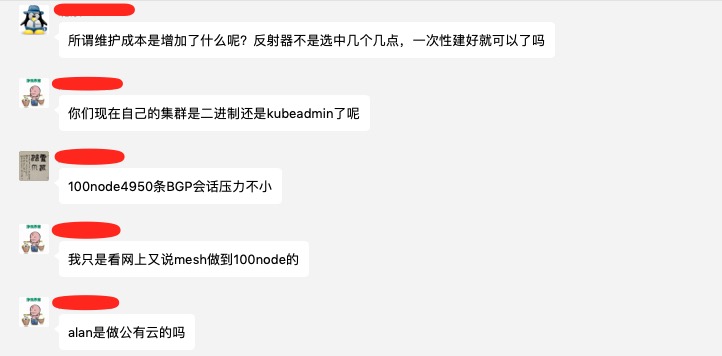 所谓维护成本是增加了什么呢？反射器不是选中几个几点，一次性建好就可以了吗
你们现在自己的集群是二进制还是kubeadmin了呢
100node4950条BGP会话压力不小
我只是看网上又说mesh做到100node的
alan是做公有云的吗